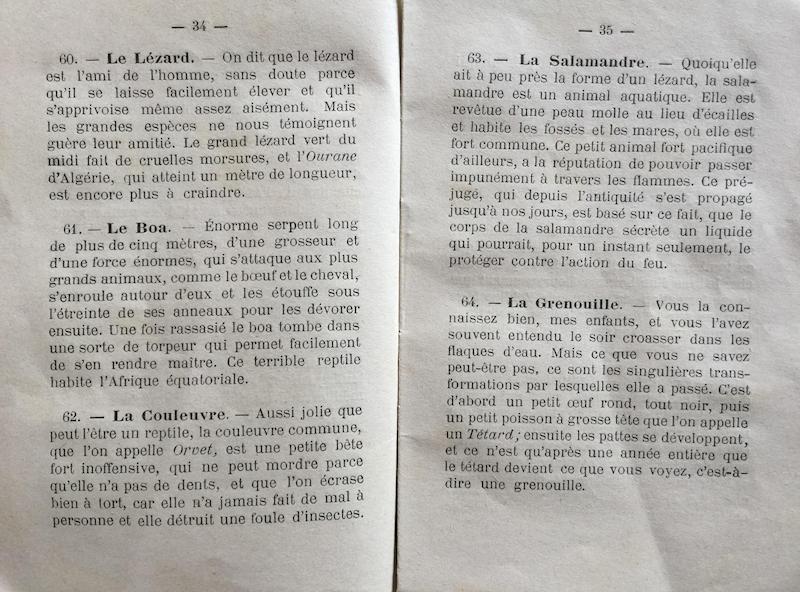 — 34 —
60. — Le Lézard. — On dit que le lézard
est l'ami de l'homme, sans doute parce
qu'il se laisse facilement élever et qu'il
s'apprivoise même assez aisément. Mais
les grandes espèces ne nous témoignent
guère leur amitié. Le grand lézard vert du
midi fait de cruelles morsures, et l'Ourane
d'Algérie, qui atteint un mètre de longueur,
est encore plus à craindre.
61. — Le Boa. — Énorme serpent long
de plus de cinq mètres, d'une grosseur et
d'une force énormes, qui s'attaque aux plus
grands animaux, comme le bœuf et le cheval,
s'enroule autour d'eux et les étouffe sous
l'étreinte de ses anneaux pour les dévorer
ensuite. Une fois rassasié le boa tombe dans
une sorte de torpeur qui permet facilement
de s'en rendre maître. Ce terrible reptile
habite l'Afrique équatoriale.
62. — La Couleuvre. — Aussi jolie que
peut l'être un reptile, la couleuvre commune,
que l'on appelle Orvet, est une petite bête
fort inoffensive, qui ne peut mordre parce
qu'elle n'a pas de dents, et que l'on écrase
bien à tort, car elle n'a jamais fait de mal à
personne et elle détruit une foule d'insectes.
— 35 —
63. — La Salamandre. — Quoiqu'elle
ait à peu près la forme d'un lézard, la sala-
mandre est un animal aquatique. Elle est
revêtue d'une peau molle au lieu d'écailles
et habite les fossés et les mares, où elle est
fort commune. Ce petit animal fort pacifique
d'ailleurs, a la réputation de pouvoir passer
impunément à travers les flammes. Ce pré-
jugé, qui depuis l'antiquité s'est propagé
jusqu'à nos jours, est basé sur ce fait, que le
corps de la salamandre sécrète un liquide
qui pourrait, pour un instant seulement, le
protéger contre l'action du feu.
64. — La Grenouille. — Vous la con-
naissez bien, mes enfants, et vous l'avez
souvent entendu le soir croasser dans les
flaques d'eau. Mais ce que vous ne savez
peut-être pas, ce sont les singulières trans-
formations par lesquelles elle a passé. C'est
d'abord un petit œuf rond, tout noir, puis
un petit poisson à grosse tête que l'on appelle
un Tétard; ensuite les pattes se développent,
et ce n'est qu'après une année entière que
le tétard devient ce que vous voyez, c'est-à-
dire une grenouille.